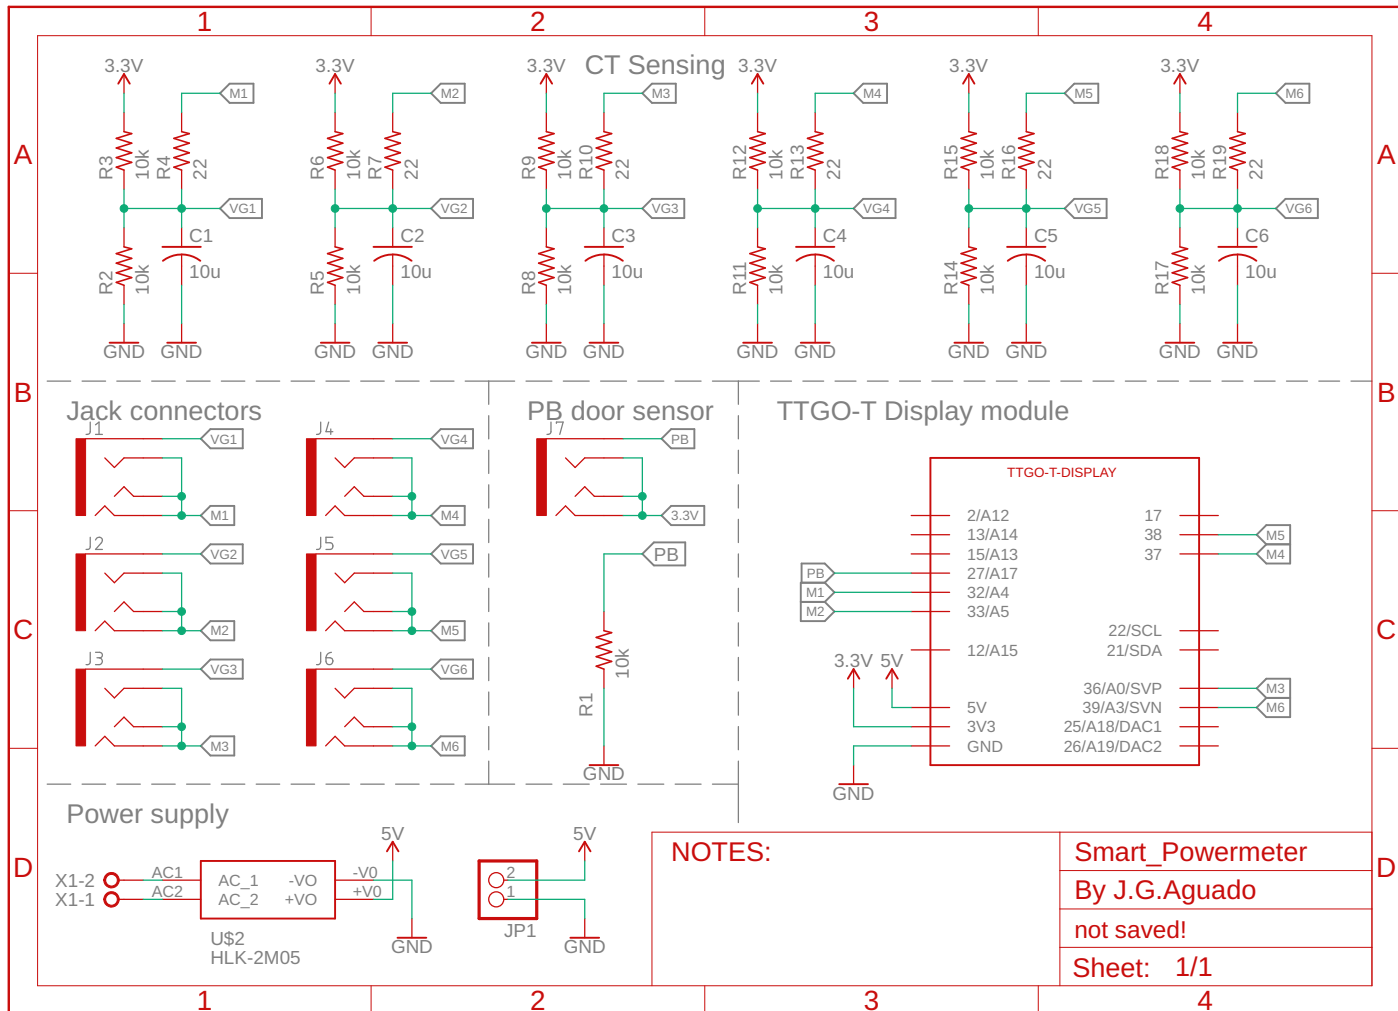 1 2 3 4
CT Sensing
3.3V 3.3V 3.3V 3.3V 3.3V 3.3V
M1 M2 M3 M4 M5 M6
A A
R3 10k R4 22 R6 10k R7 22 R9 10k R10 22 R12 10k R13 22 R15 10k R16 22 R18 10k R19 22
VG1 VG2 VG3 VG4 VG5 VG6
C1 C2 C3 C4 C5 C6
R2 10k 10u R5 10k 10u R8 10k 10u R11 10k 10u R14 10k 10u R17 10k 10u
GND GND GND GND GND GND GND GND GND GND GND GND
B B
Jack connectors
J1 VG1
M1
J2 VG2
M2
J3 VG3
M3
J4 VG4
M4
J5 VG5
M5
J6 VG6
M6
PB door sensor
J7 PB
3.3V
PB
R1 10k
GND
TTGO-T Display module
TTGO-T-DISPLAY
2/A12 17
13/A14 38 M5
15/A13 37 M4
PB 27/A17
M1 32/A4
M2 33/A5
22/SCL
12/A15 21/SDA
3.3V 5V
36/A0/SVP M3
5V 39/A3/SVN M6
3V3 25/A18/DAC1
GND 26/A19/DAC2
GND
C C
Power supply
5V
X1-2 AC1 AC_1 -VO -V0
X1-1 AC2 AC_2 +VO +V0
GND
U$2
HLK-2M05
5V
2
1
JP1
GND
D D
NOTES:
Smart_Powermeter
By J.G.Aguado
not saved!
Sheet: 1/1
1 2 3 4